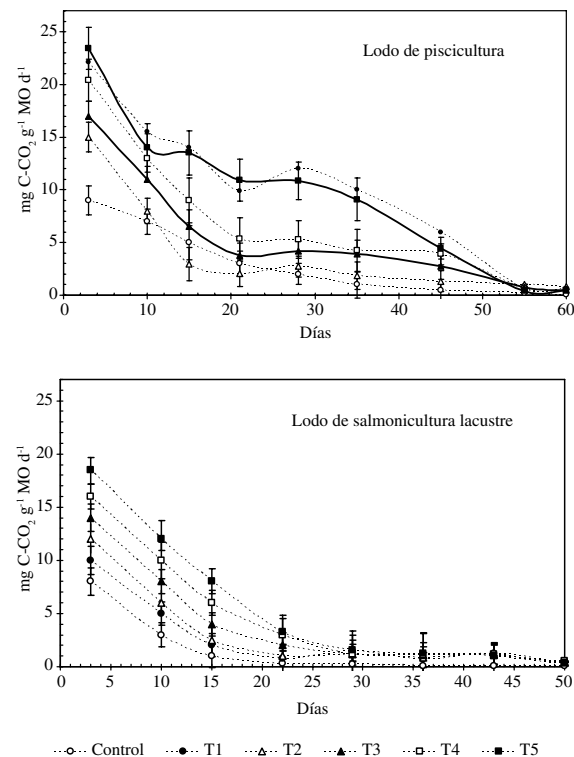 25
20
15
10
5
0
mg C-CO₂ g⁻¹ MO d⁻¹
Lodo de piscicultura
0 10 20 30 40 50 60
Días
25
20
15
10
5
0
mg C-CO₂ g⁻¹ MO d⁻¹
Lodo de salmonicultura lacustre
0 5 10 15 20 25 30 35 40 45 50
Días
Control T1 T2 T3 T4 T5